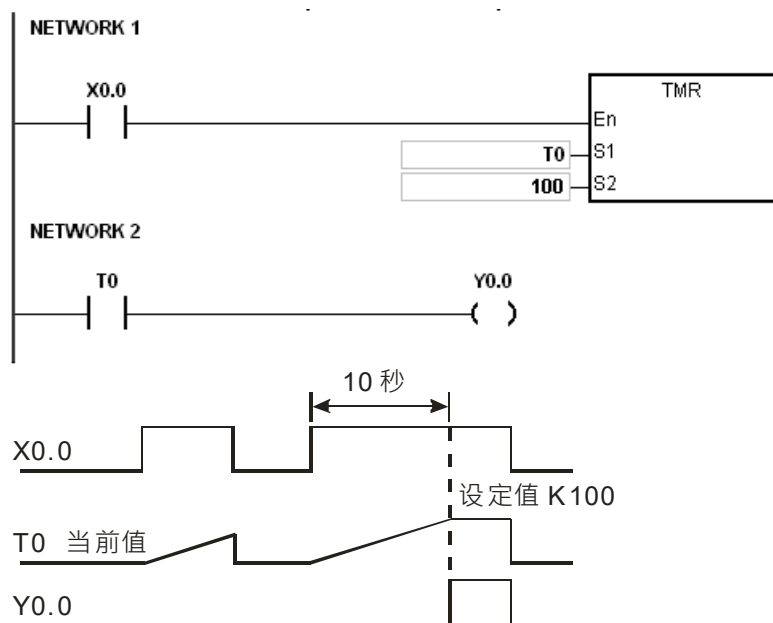 NETWORK 1
X0.0
TMR
En
T0 S1
100 S2
NETWORK 2
T0 Y0.0
10 秒
X0.0
设定值 K100
T0 当前值
Y0.0